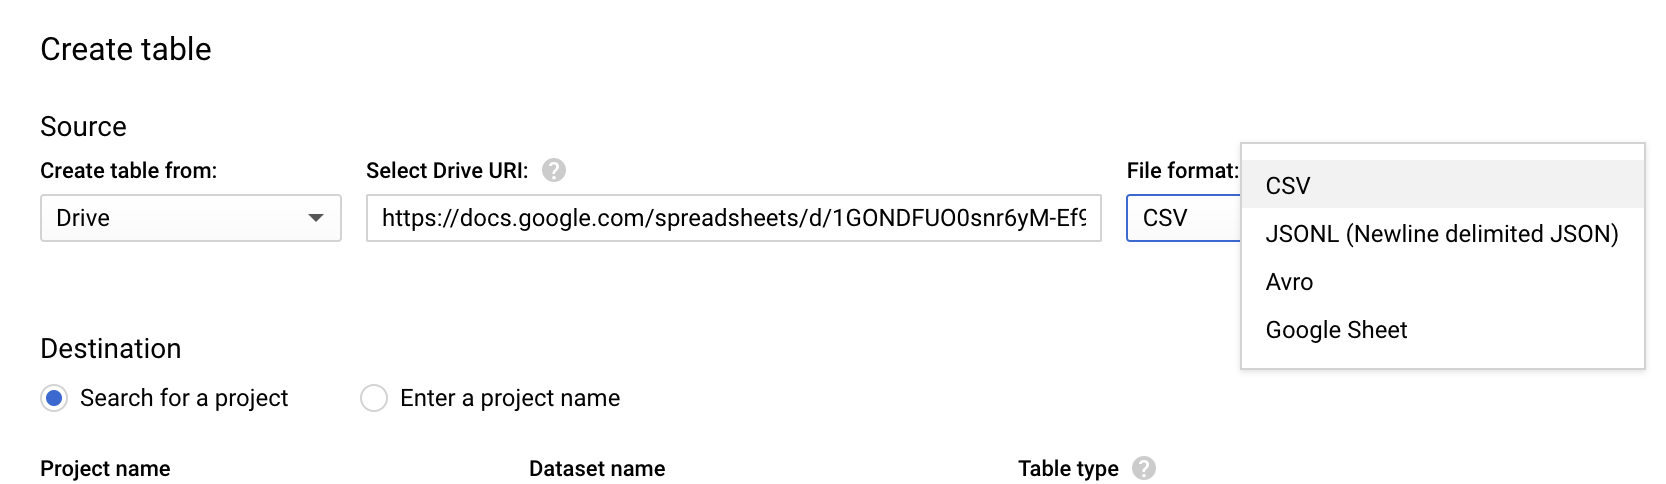 Create table
Source
Create table from:
Select Drive URI: ?
File format:
Drive
https://docs.google.com/spreadsheets/d/1GONDFUO0snr6yM-Ef9
CSV
CSV
JSONL (Newline delimited JSON)
Avro
Google Sheet
Destination
Search for a project
Enter a project name
Project name
Dataset name
Table type ?